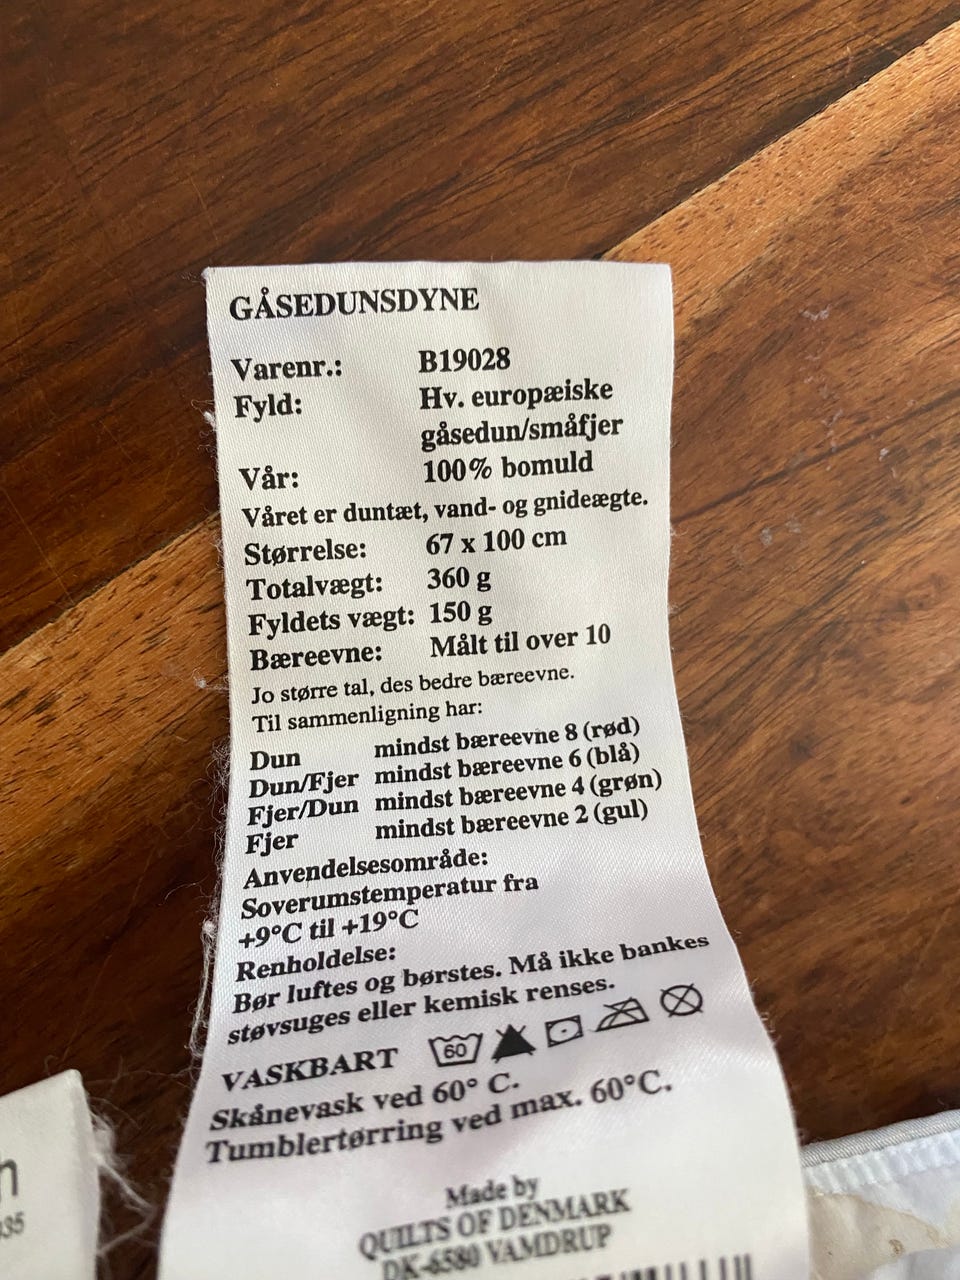 GÅSEDUNSDYNE
Varenr.: B19028
Fyld: Hv. europæiske
gåsedun/småfjer
Vår: 100% bomuld
Våret er duntæt, vand- og gnideægte.
Størrelse: 67 x 100 cm
Totalvægt: 360 g
Fyldets vægt: 150 g
Bæreevne: Målt til over 10
Jo større tal, des bedre bæreevne.
Til sammenligning har:
Dun mindst bæreevne 8 (rød)
Dun/Fjer mindst bæreevne 6 (blå)
Fjer/Dun mindst bæreevne 4 (grøn)
Fjer mindst bæreevne 2 (gul)
Anvendelsesområde:
Soverumstemperatur fra
+9°C til +19°C
Renholdelse:
Bør luftes og børstes. Må ikke bankes
støvsuges eller kemisk renses.
VASKBART 60
Skånevask ved 60° C.
Tumblertørring ved max. 60°C.
Made by
QUILTS OF DENMARK
DK-6580 VAMDRUP